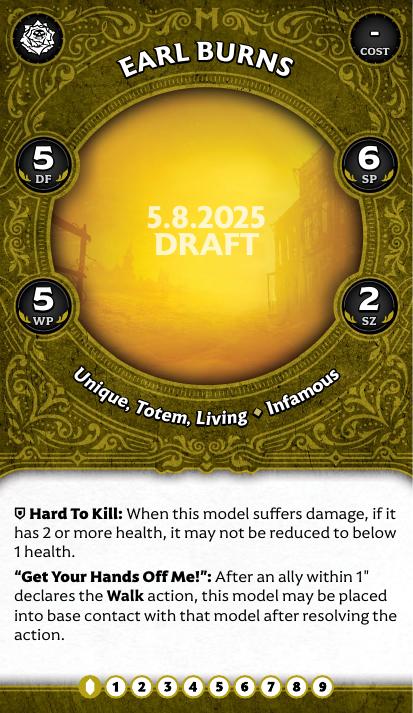 EARL BURNS
-
COST
5
DF
6
SP
5.8.2025
DRAFT
5
WP
2
SZ
Unique, Totem, Living ⬥ Infamous
Hard To Kill: When this model suffers damage, if it
has 2 or more health, it may not be reduced to below
1 health.
“Get Your Hands Off Me!”: After an ally within 1"
declares the Walk action, this model may be placed
into base contact with that model after resolving the
action.
1 2 3 4 5 6 7 8 9